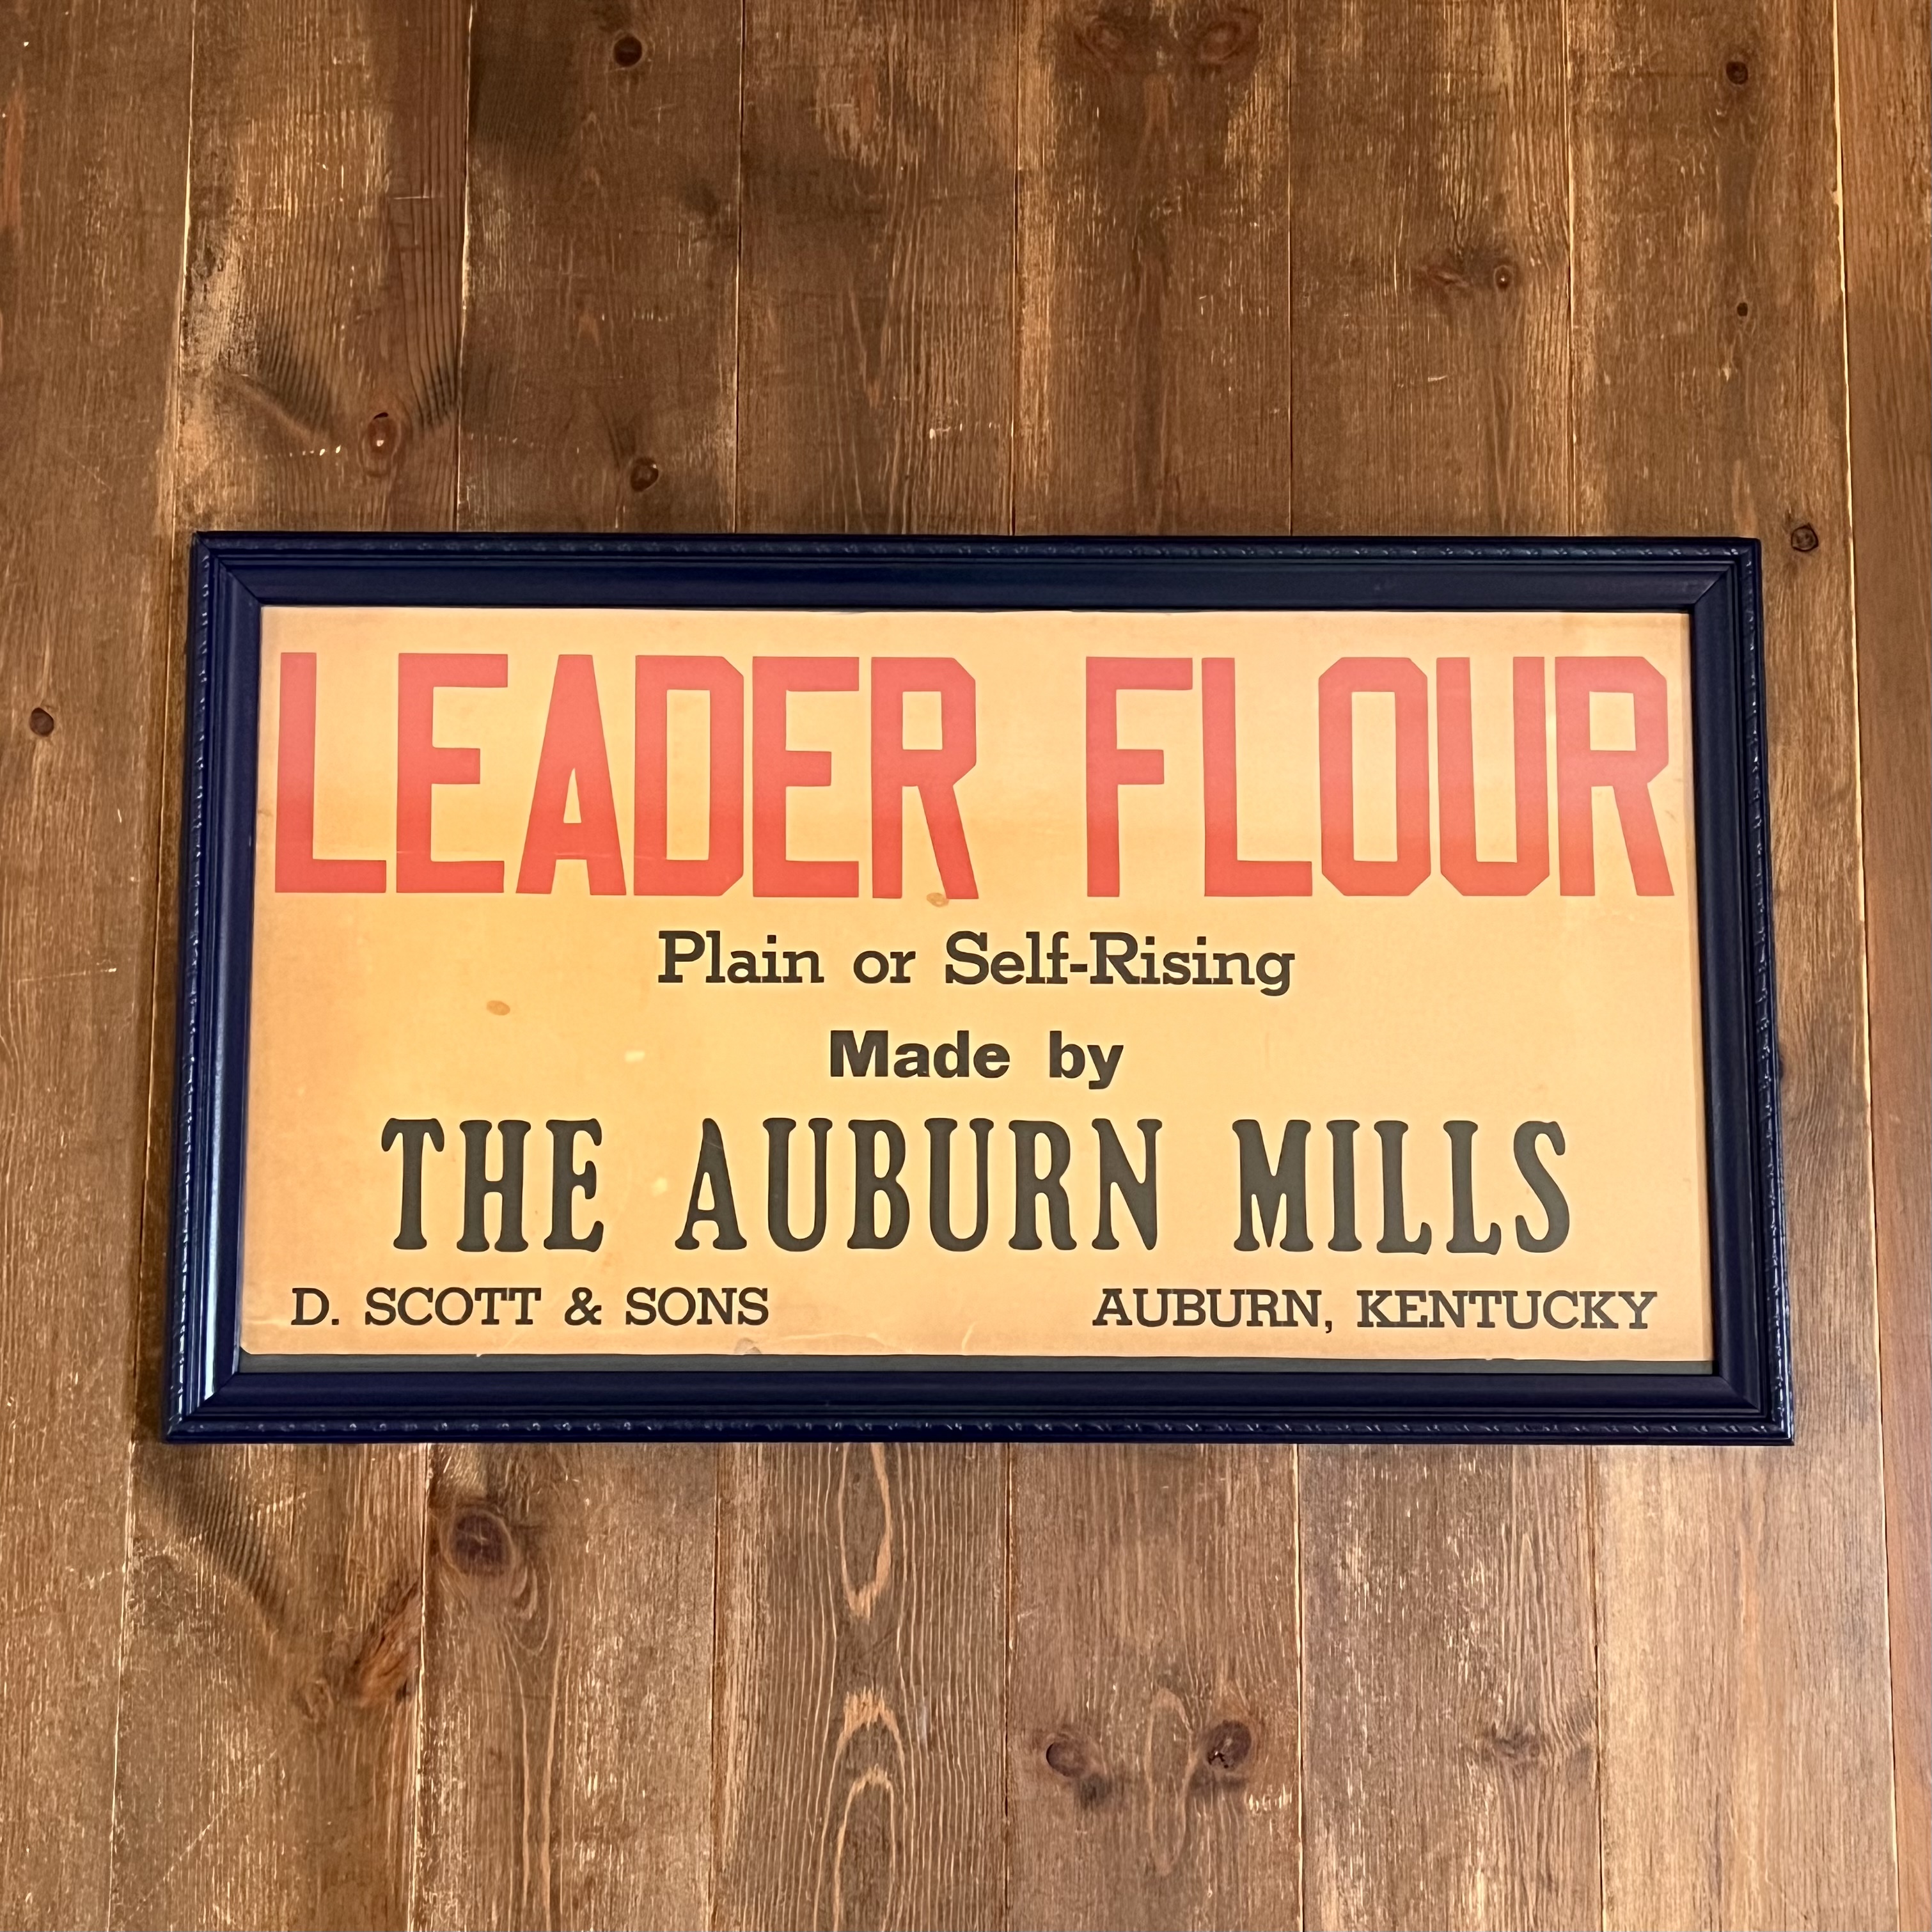 LEADER FLOUR
Plain or Self-Rising
Made by
THE AUBURN MILLS
D. SCOTT & SONS AUBURN, KENTUCKY